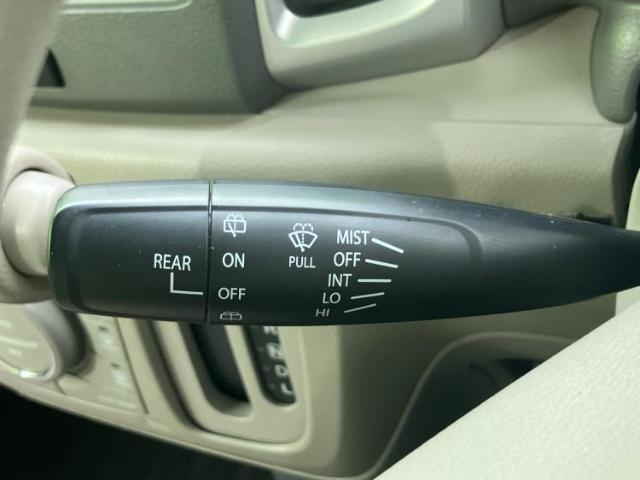 REAR
ON
OFF
PULL
MIST
OFF
INT
LO
HI